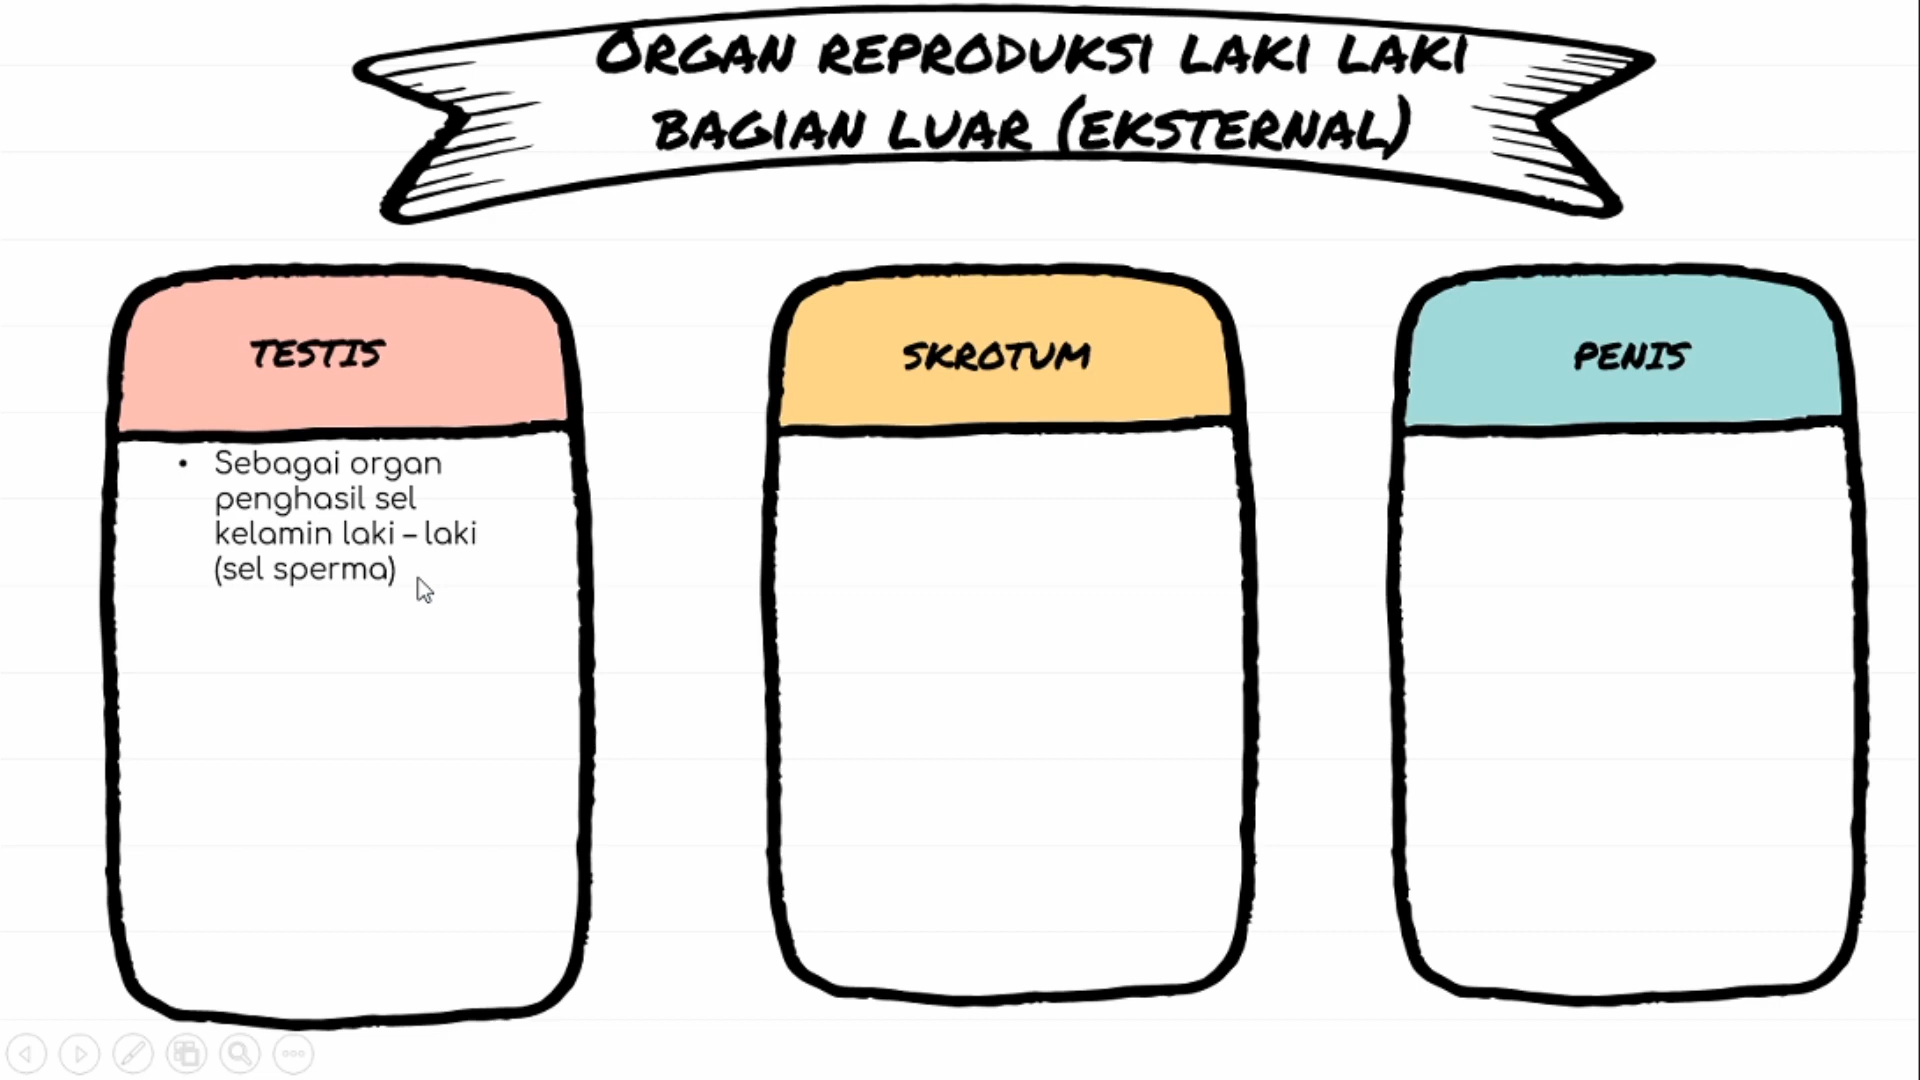 ORGAN REPRODUKSI LAKI LAKI
BAGIAN LUAR (EKSTERNAL)
TESTIS
• Sebagai organ
penghasil sel
kelamin laki – laki
(sel sperma)
SKROTUM
PENIS